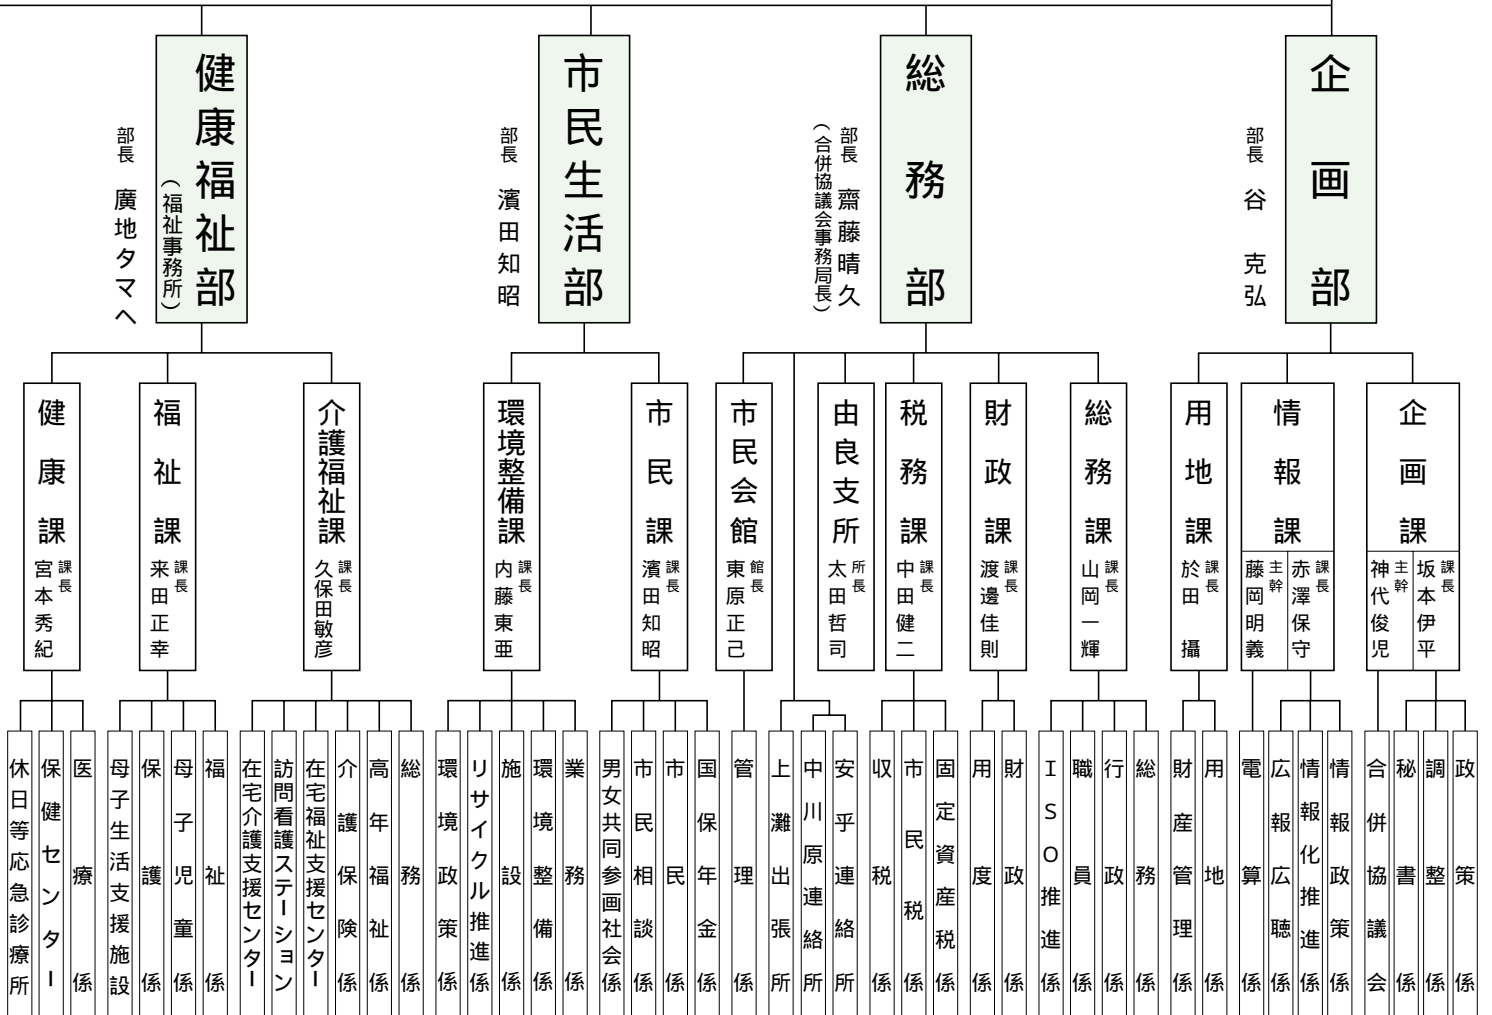 企画部
部長 谷 克弘
総務部
部長 齋藤晴久
(合併協議会事務局長)
市民生活部
部長 濱田知昭
健康福祉部
(福祉事務所)
部長 廣地タマヘ
企画課
課長 坂本伊平
主幹 神代俊児
情報課
課長 赤澤保守
主幹 藤岡明義
用地課
課長 於田 攝
総務課
課長 山岡一輝
財政課
課長 渡邊佳則
税務課
課長 中田健二
由良支所
所長 太田哲司
市民会館
館長 東原正己
市民課
課長 濱田知昭
環境整備課
課長 内藤東亜
介護福祉課
課長 久保田敏彦
福祉課
課長 来田正幸
健康課
課長 宮本秀紀
政策係
調整係
秘書係
合併協議会
情報政策係
情報化推進係
広報広聴係
電算係
用地係
財産管理係
総務係
行政係
職員係
ISO推進係
財政係
用度係
固定資産税係
市民税係
収税係
安乎連絡所
中川原連絡所
上灘出張所
管理係
国保年金係
市民係
市民相談係
男女共同参画社会係
業務係
環境整備係
施設係
リサイクル推進係
環境政策係
総務係
高年福祉係
介護保険係
在宅福祉支援センター
訪問看護ステーション
在宅介護支援センター
福祉係
母子児童係
保護係
母子生活支援施設
医療係
保健センター
休日等応急診療所